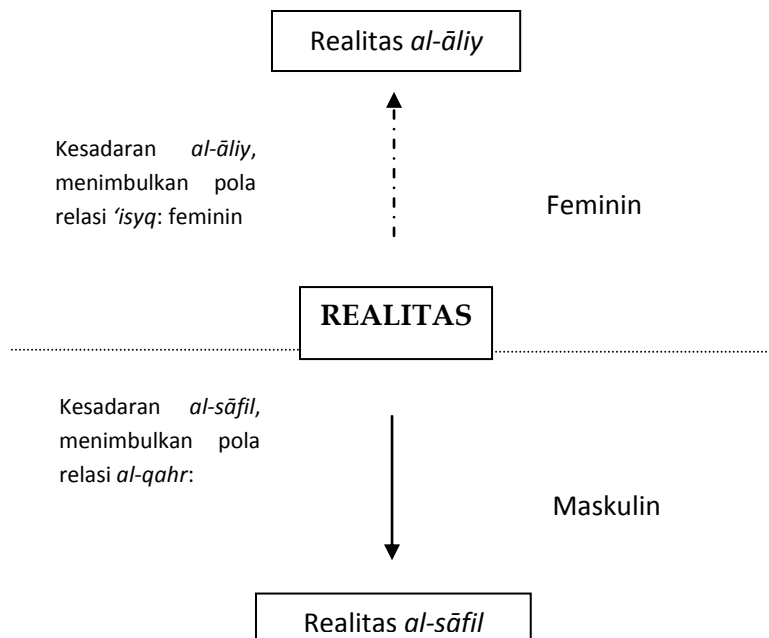 Realitas al-āliy
Kesadaran al-āliy,
menimbulkan pola
relasi ‘isyq: feminin
Feminin
REALITAS
Kesadaran al-sāfil,
menimbulkan pola
relasi al-qahr:
Maskulin
Realitas al-sāfil